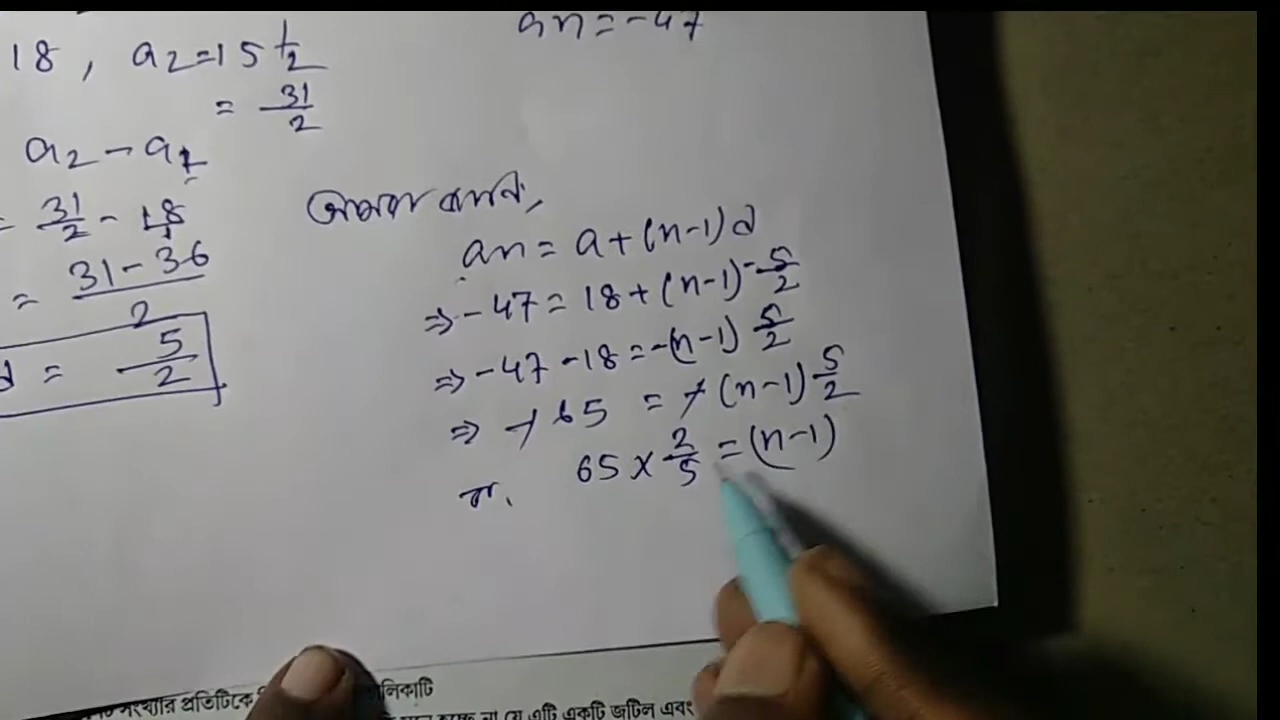 an = -47
18, a2 = 15 1/2
= 31/2
a2 - a1
= 31/2 - 18/1
= 31-36/2
d = -5/2
আমরা জানি,
an = a + (n-1)d
⇒ -47 = 18 + (n-1) -5/2
⇒ -47 - 18 = -(n-1) 5/2
⇒ -65 = -(n-1) 5/2
বা, 65 × 2/5 = (n-1)
সংখ্যার প্রতিটিকে
এটি একটি জটিল এবং